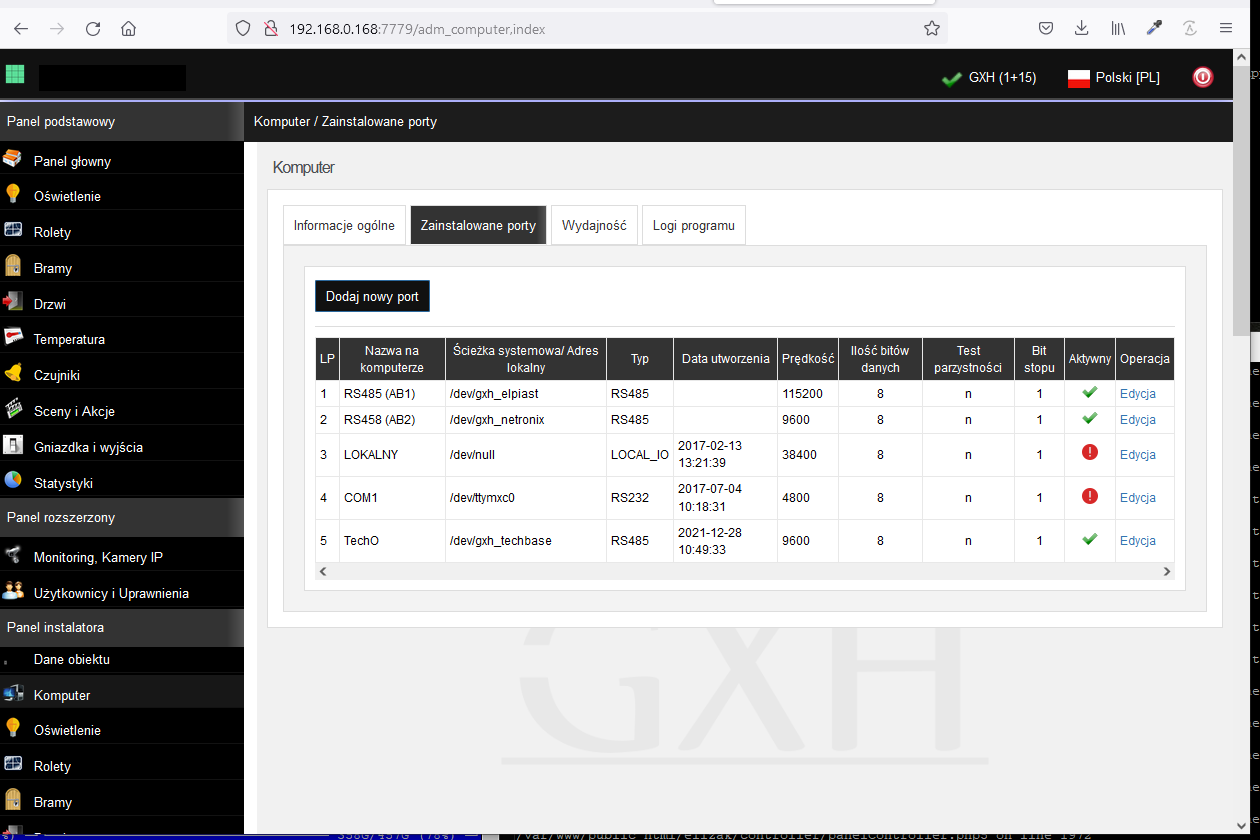 192.168.0.168:7779/adm_computer,index
GXH (1+15)
Polski [PL]
Panel podstawowy
Komputer / Zainstalowane porty
Panel głowny
Oświetlenie
Rolety
Bramy
Drzwi
Temperatura
Czujniki
Sceny i Akcje
Gniazdka i wyjścia
Statystyki
Panel rozszerzony
Monitoring, Kamery IP
Użytkownicy i Uprawnienia
Panel instalatora
Dane obiektu
Komputer
Oświetlenie
Rolety
Bramy
Komputer
Informacje ogólne
Zainstalowane porty
Wydajność
Logi programu
Dodaj nowy port
LP Nazwa na komputerze Ścieżka systemowa/ Adres lokalny Typ Data utworzenia Prędkość Ilość bitów danych Test parzystności Bit stopu Aktywny Operacja
1 RS485 (AB1) /dev/gxh_elpiast RS485 115200 8 n 1 Edycja
2 RS458 (AB2) /dev/gxh_netronix RS485 9600 8 n 1 Edycja
3 LOKALNY /dev/null LOCAL_IO 2017-02-13 13:21:39 38400 8 n 1 Edycja
4 COM1 /dev/ttymxc0 RS232 2017-07-04 10:18:31 4800 8 n 1 Edycja
5 TechO /dev/gxh_techbase RS485 2021-12-28 10:49:33 9600 8 n 1 Edycja
GXH